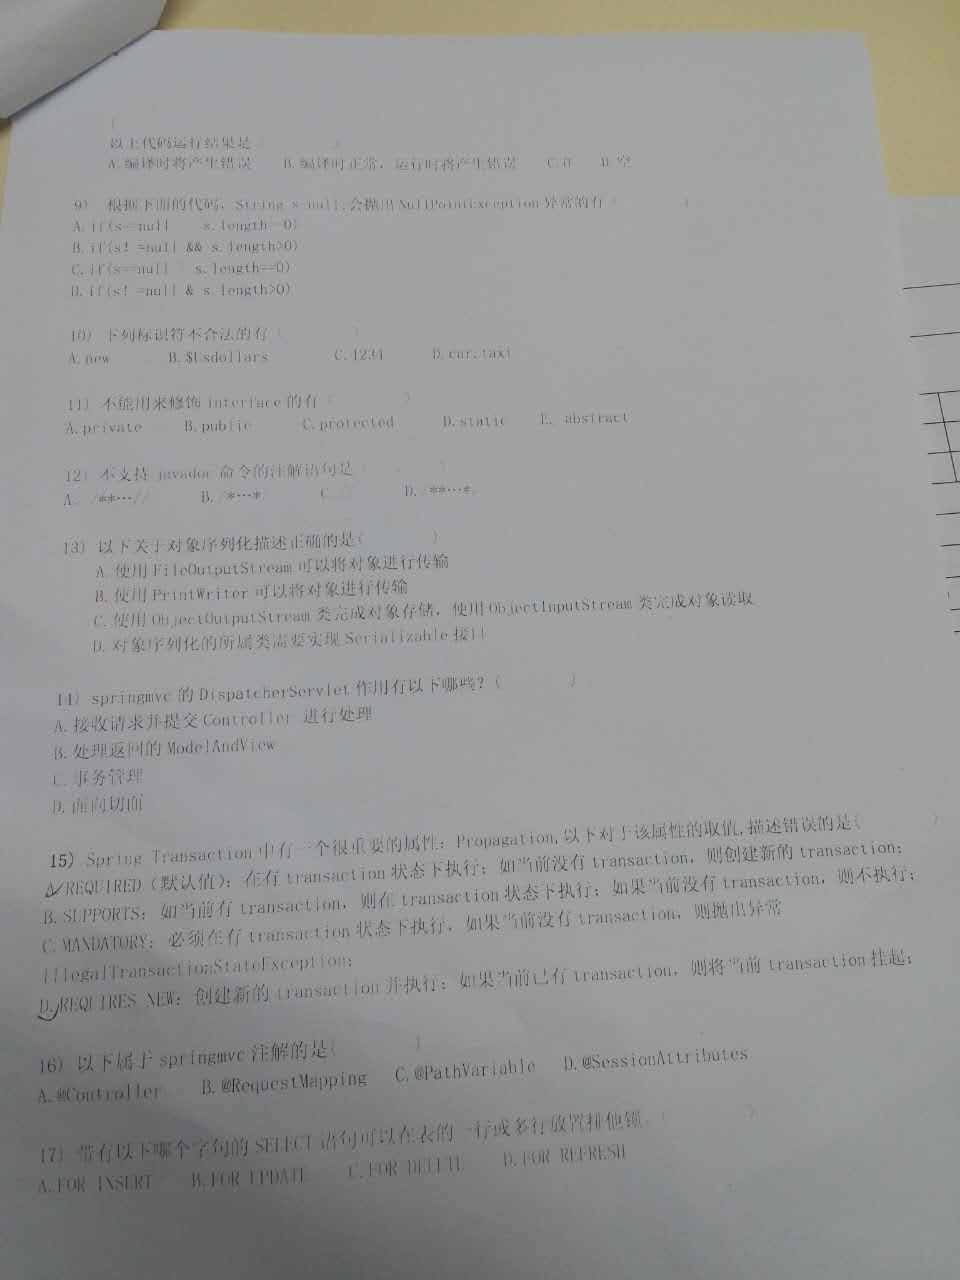 }
以上代码运行结果是（ ）
A.编译时将产生错误 B.编译时正常，运行时将产生错误 C.0 D.空
9） 根据下面的代码，String s=null;会抛出NullPointException异常的有（ ）
A.if(s==null s.length=0)
B.if(s! =null && s.length>0)
C.if(s==null s.length==0)
D.if(s! =null & s.length>0)
10） 下列标识符不合法的有（ ）
A.new B.$Usdollars C.1234 D.car.taxi
11） 不能用来修饰interface的有（ ）
A.private B.public C.protected D.static E. abstract
12） 不支持 javadoc 命令的注解语句是（ ）
A. /**…// B./*…*/ C.// D./**…*/
13） 以下关于对象序列化描述正确的是( )
A.使用FileOutputStream可以将对象进行传输
B.使用PrintWriter可以将对象进行传输
C.使用ObjectOutputStream类完成对象存储，使用ObjectInputStream类完成对象读取
D.对象序列化的所属类需要实现Serializable接口
14） springmvc的DispatcherServlet作用有以下哪些?（ ）
A.接收请求并提交Controller 进行处理
B.处理返回的ModelAndView
C.事务管理
D.面向切面
15） Spring Transaction中有一个很重要的属性：Propagation,以下对于该属性的取值,描述错误的是( )
A.REQUIRED（默认值）：在有transaction状态下执行；如当前没有transaction，则创建新的transaction；
B.SUPPORTS：如当前有transaction，则在transaction状态下执行；如果当前没有transaction，则不执行；
C.MANDATORY：必须在有transaction状态下执行，如果当前没有transaction，则抛出异常
IllegalTransactionStateException；
D.REQUIRES_NEW：创建新的transaction并执行；如果当前已有transaction，则将当前transaction挂起；
16） 以下属于springmvc注解的是( )
A.@Controller B.@RequestMapping C.@PathVariable D.@SessionAttributes
17） 带有以下哪个字句的SELECT语句可以在表的一行或多行放置排他锁.（ ）
A.FOR INSERT B.FOR UPDATE C.FOR DELETE D.FOR REFRESH